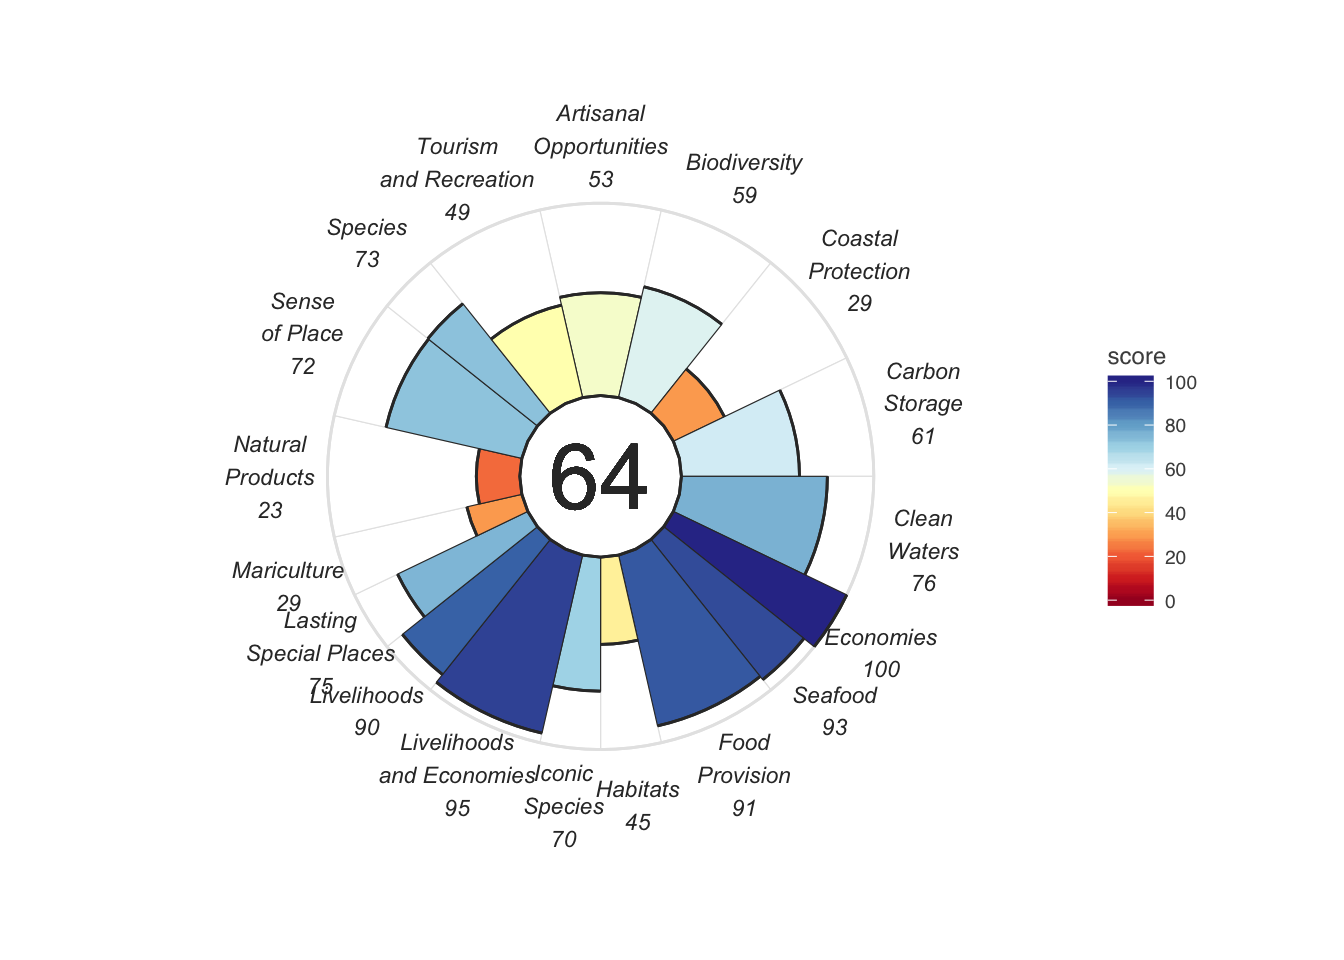 Artisanal
Opportunities
53
Biodiversity
59
Coastal
Protection
29
Carbon
Storage
61
Clean
Waters
76
Economies
100
Seafood
93
Food
Provision
91
Habitats
45
Iconic
Species
70
Livelihoods
and Economies
95
Livelihoods
90
Lasting
Special Places
75
Mariculture
29
Natural
Products
23
Sense
of Place
72
Species
73
Tourism
and Recreation
49
64
score
100
80
60
40
20
0